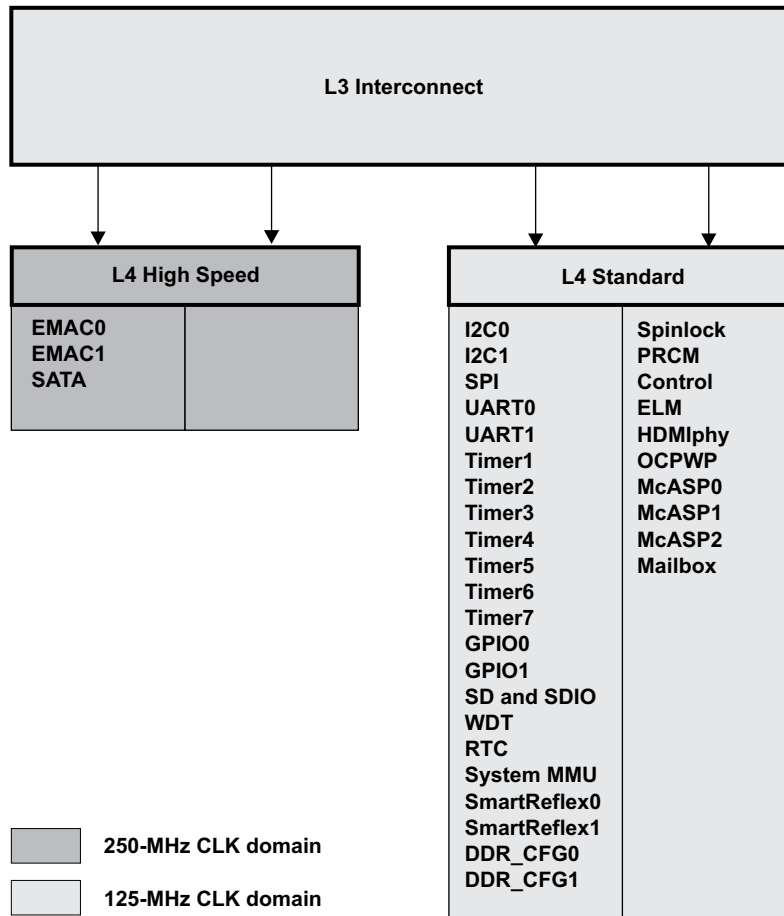 L3 Interconnect
L4 High Speed
EMAC0
EMAC1
SATA
L4 Standard
I2C0
I2C1
SPI
UART0
UART1
Timer1
Timer2
Timer3
Timer4
Timer5
Timer6
Timer7
GPIO0
GPIO1
SD and SDIO
WDT
RTC
System MMU
SmartReflex0
SmartReflex1
DDR_CFG0
DDR_CFG1
Spinlock
PRCM
Control
ELM
HDMIphy
OCPWP
McASP0
McASP1
McASP2
Mailbox
250-MHz CLK domain
125-MHz CLK domain